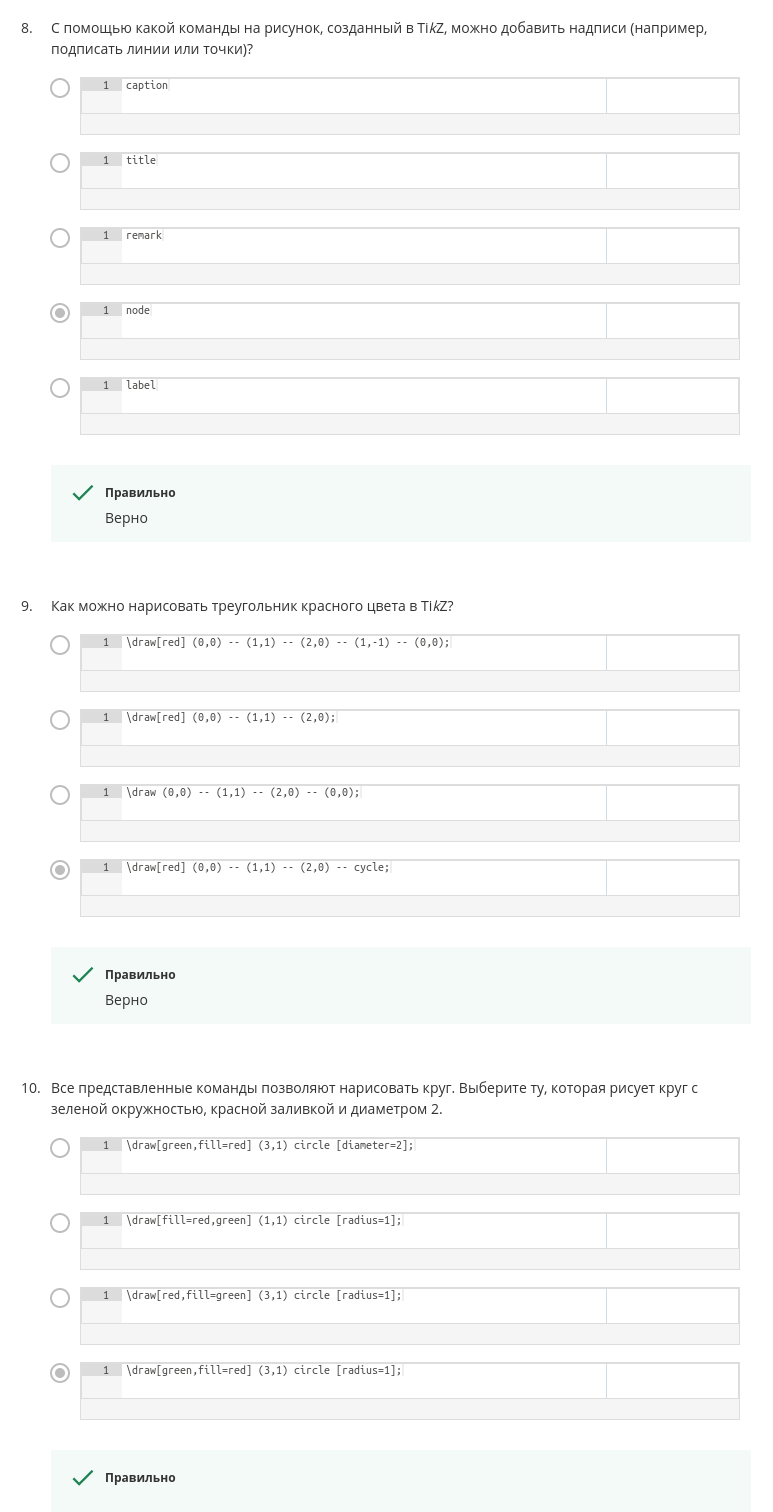 8. С помощью какой команды на рисунок, созданный в TikZ, можно добавить надписи (например,
подписать линии или точки)?
1 caption
1 title
1 remark
1 node
1 label
Правильно
Верно
9. Как можно нарисовать треугольник красного цвета в TikZ?
1 \draw[red] (0,0) -- (1,1) -- (2,0) -- (1,-1) -- (0,0);
1 \draw[red] (0,0) -- (1,1) -- (2,0);
1 \draw (0,0) -- (1,1) -- (2,0) -- (0,0);
1 \draw[red] (0,0) -- (1,1) -- (2,0) -- cycle;
Правильно
Верно
10. Все представленные команды позволяют нарисовать круг. Выберите ту, которая рисует круг с
зеленой окружностью, красной заливкой и диаметром 2.
1 \draw[green,fill=red] (3,1) circle [diameter=2];
1 \draw[fill=red,green] (1,1) circle [radius=1];
1 \draw[red,fill=green] (3,1) circle [radius=1];
1 \draw[green,fill=red] (3,1) circle [radius=1];
Правильно